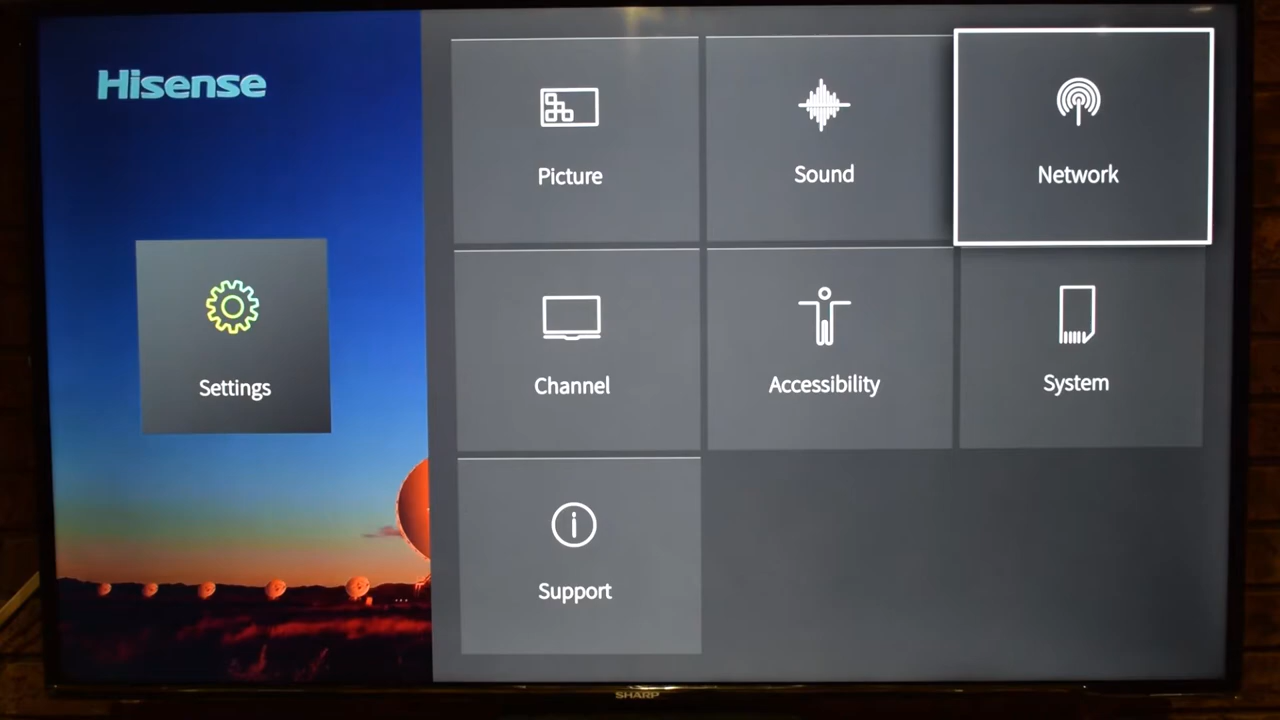 Hisense
Settings
Picture
Sound
Network
Channel
Accessibility
System
Support
SHARP